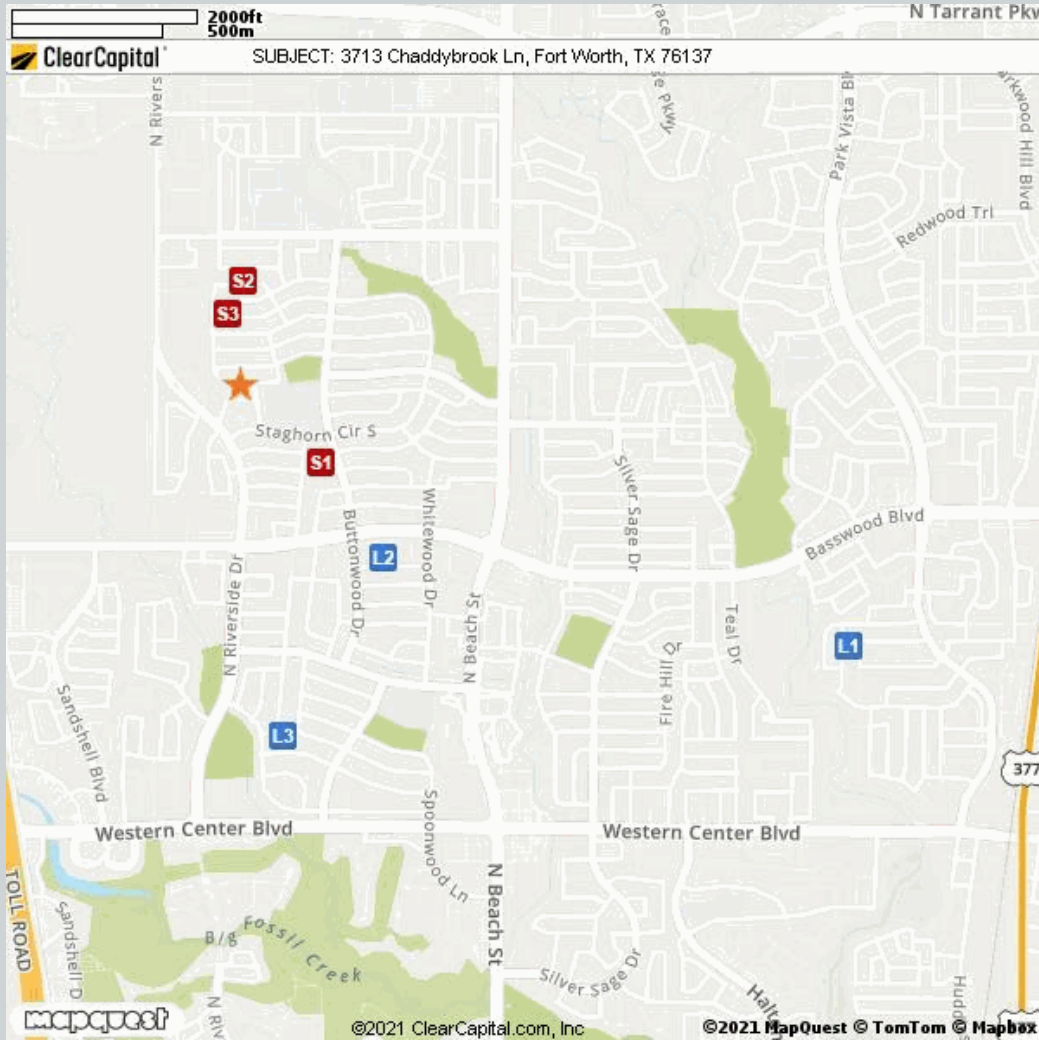 2000ft
500m
N Tarrant Pkw
ClearCapital
SUBJECT: 3713 Chaddybrook Ln, Fort Worth, TX 76137
N Rivers
Park Vista Bl
Redwood Trl
S2
S3
Staghorn Cir S
S1
Silver Sage Dr
Whitewood Dr
Buttonwood Dr
Basswood Blvd
L2
N Riverside Dr
N Beach St
Teal Dr
L1
Fire Hill Dr
Sandshell Blvd
L3
377
Spoonwood Ln
Western Center Blvd
Western Center Blvd
TOLL ROAD
N Beach St
Sandshell D
Big Fossil Creek
Silver Sage Dr
N Riv
mapquest
©2021 ClearCapital.com, Inc
©2021 MapQuest © TomTom © Mapbox